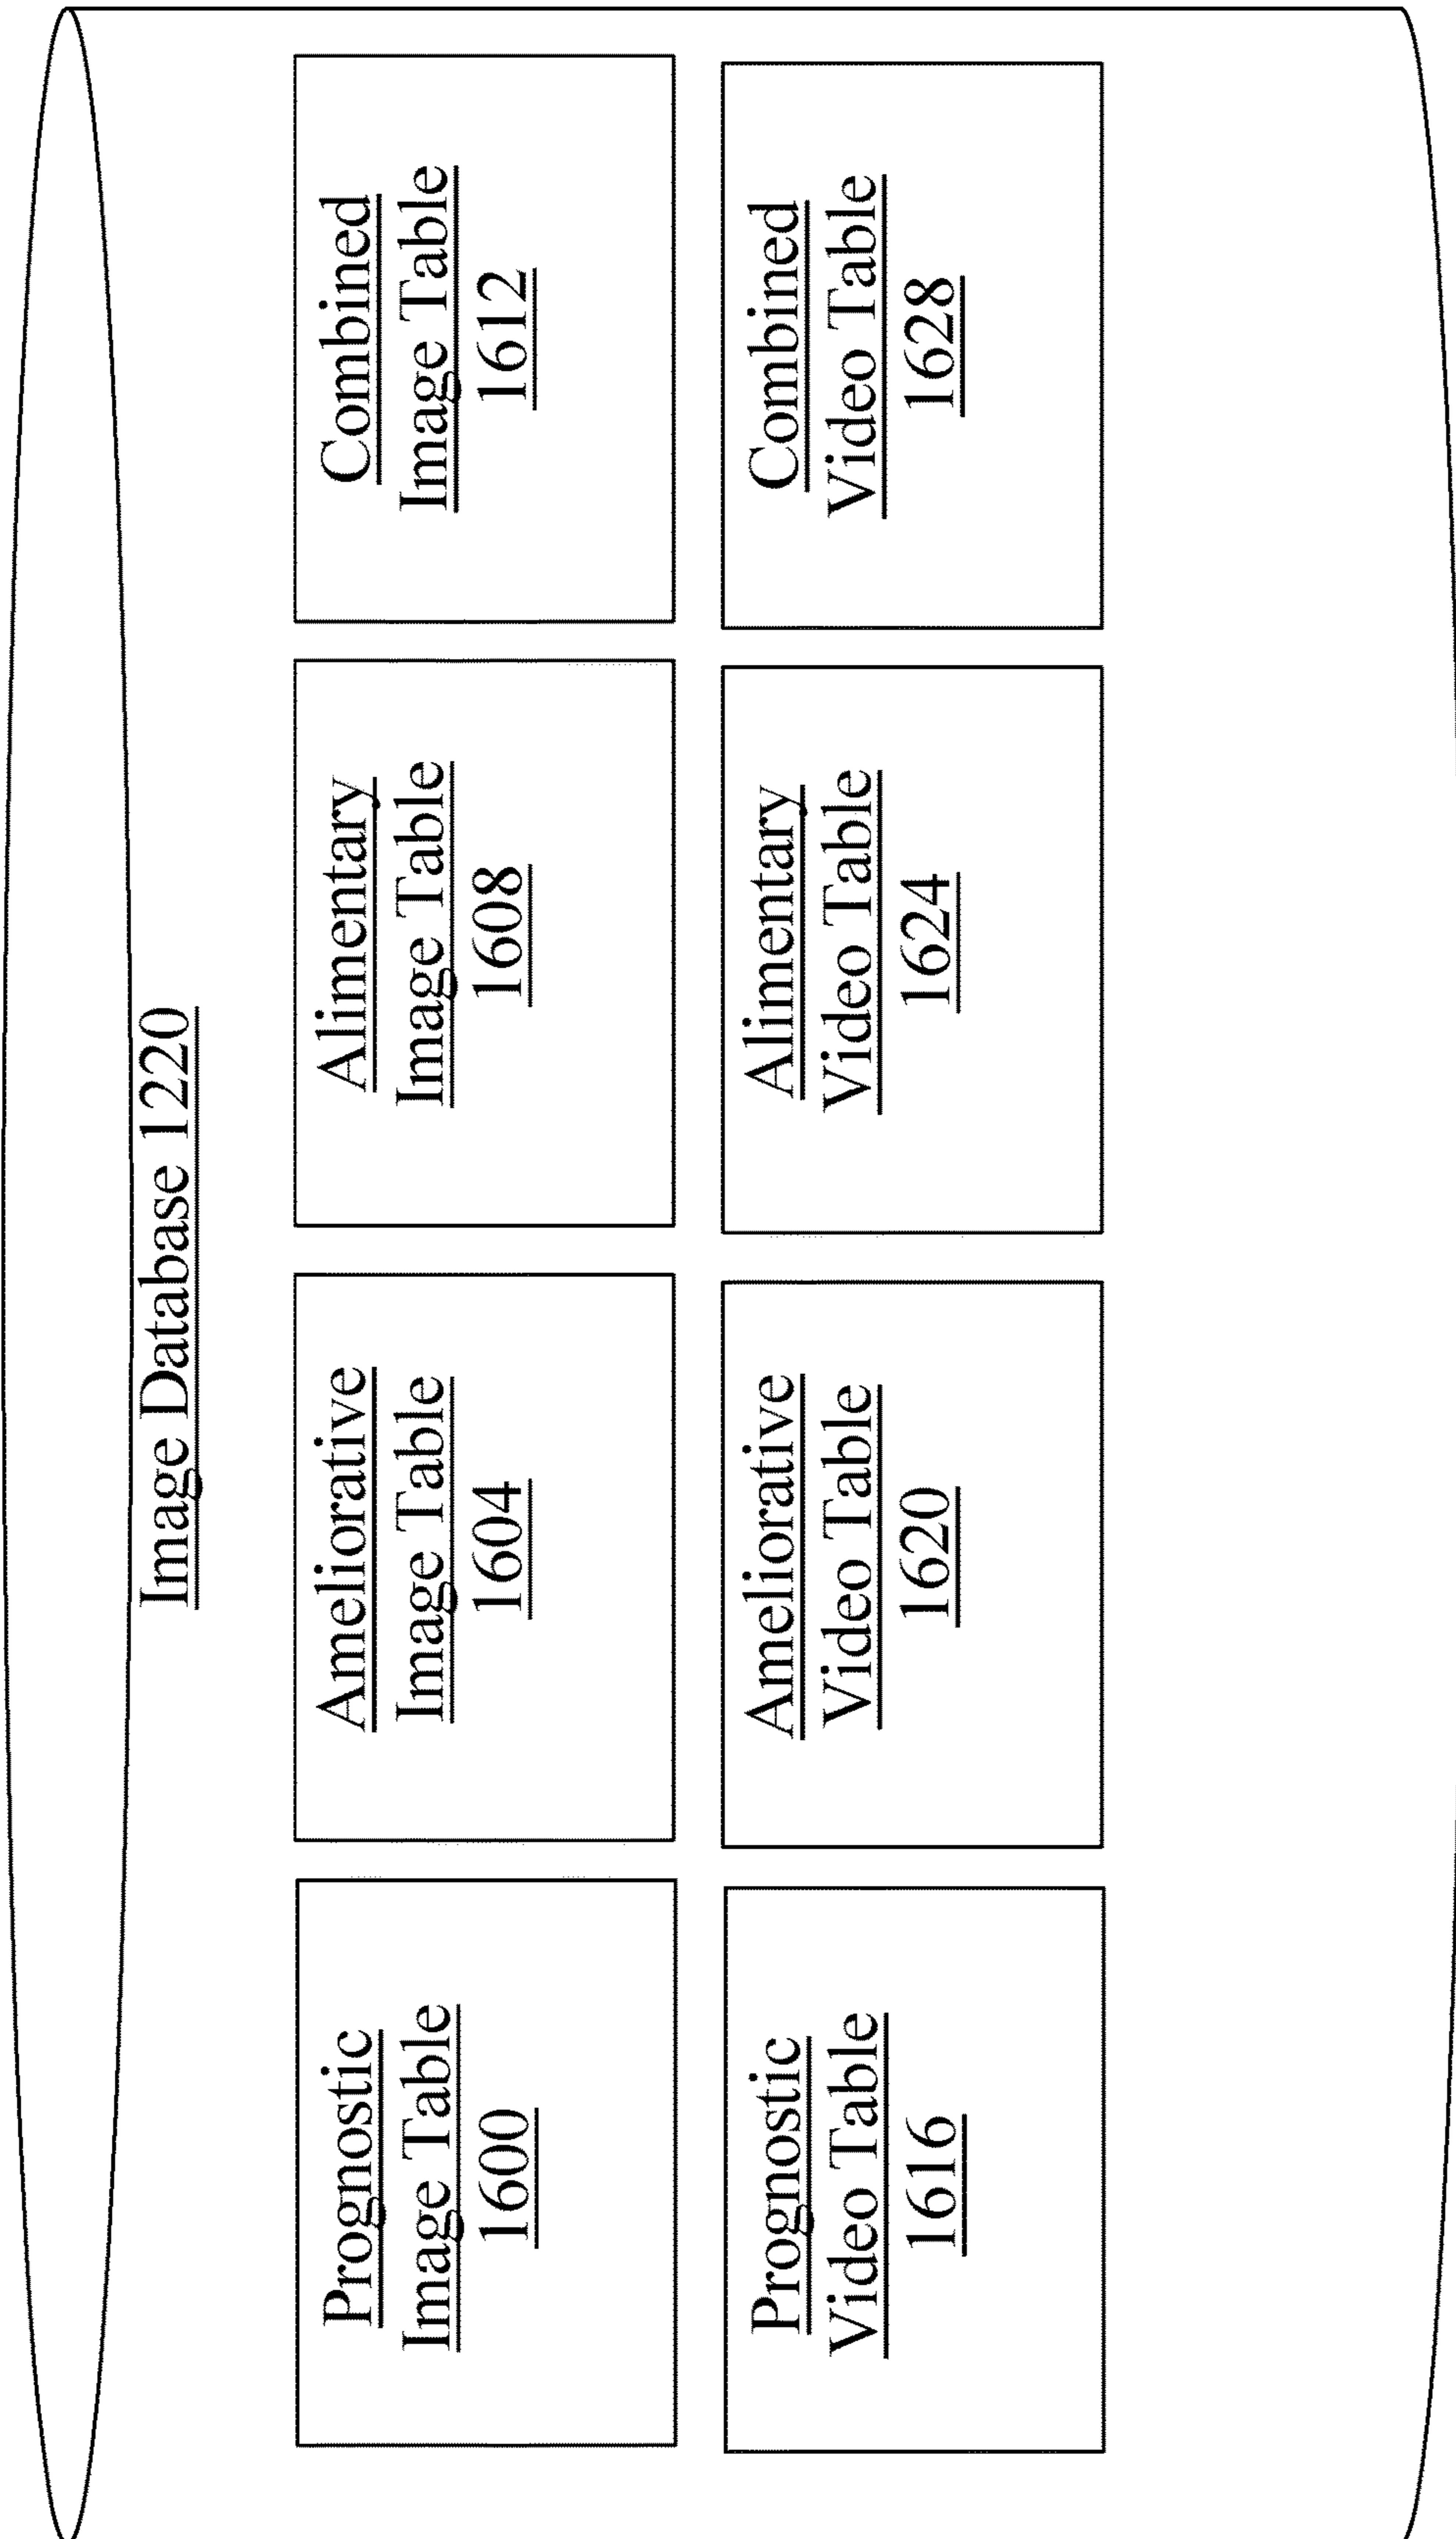 Image Database 1220
Prognostic
Image Table
1600
Ameliorative
Image Table
1604
Alimentary
Image Table
1608
Combined
Image Table
1612
Prognostic
Video Table
1616
Ameliorative
Video Table
1620
Alimentary
Video Table
1624
Combined
Video Table
1628